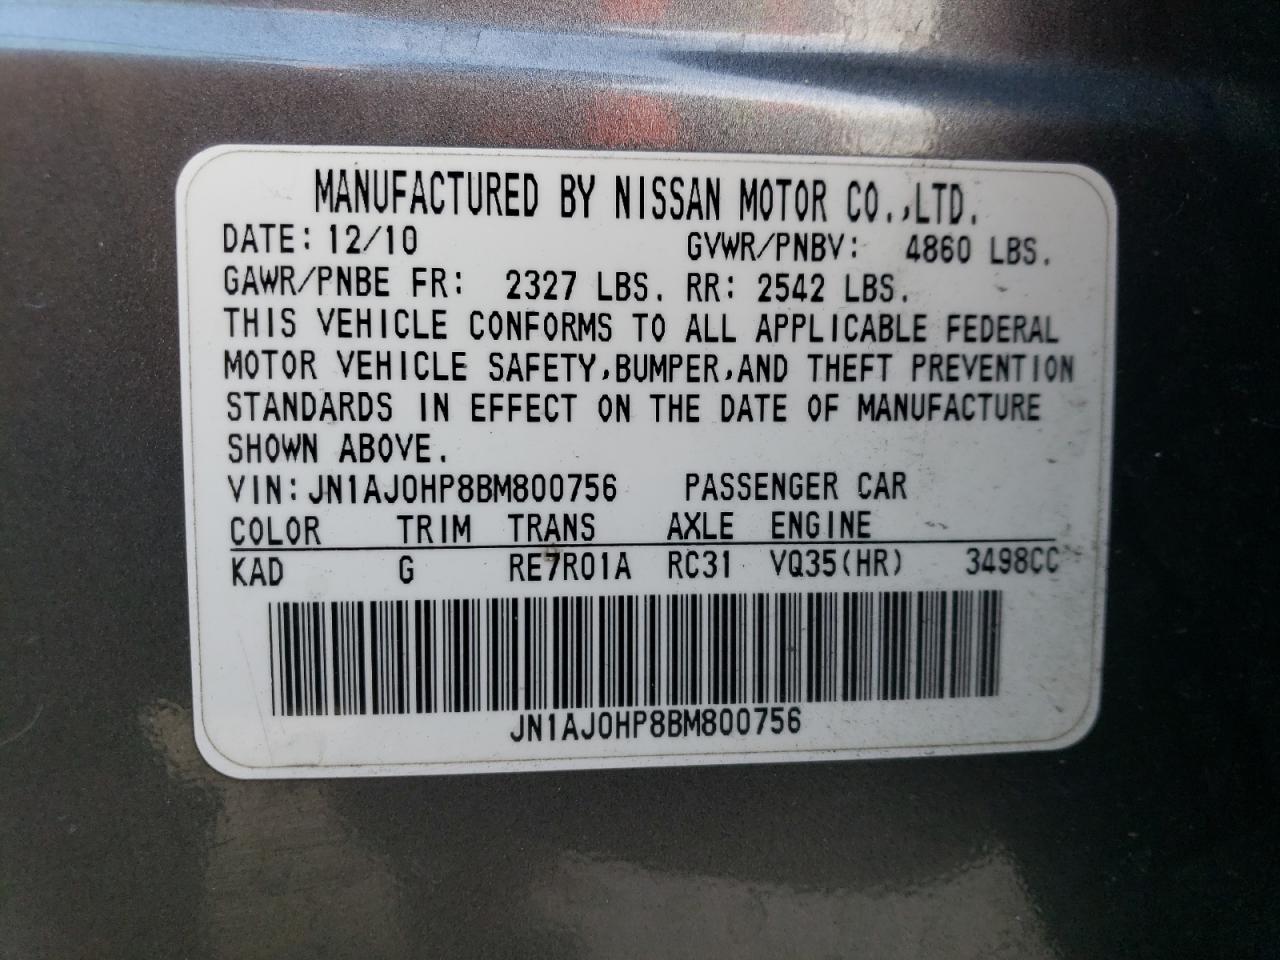 MANUFACTURED BY NISSAN MOTOR CO.,LTD.
DATE: 12/10 GVWR/PNBV: 4860 LBS.
GAWR/PNBE FR: 2327 LBS. RR: 2542 LBS.
THIS VEHICLE CONFORMS TO ALL APPLICABLE FEDERAL
MOTOR VEHICLE SAFETY,BUMPER,AND THEFT PREVENTION
STANDARDS IN EFFECT ON THE DATE OF MANUFACTURE
SHOWN ABOVE.
VIN: JN1AJ0HP8BM800756 PASSENGER CAR
COLOR TRIM TRANS AXLE ENGINE
KAD G RE7R01A RC31 VQ35(HR) 3498CC
JN1AJ0HP8BM800756